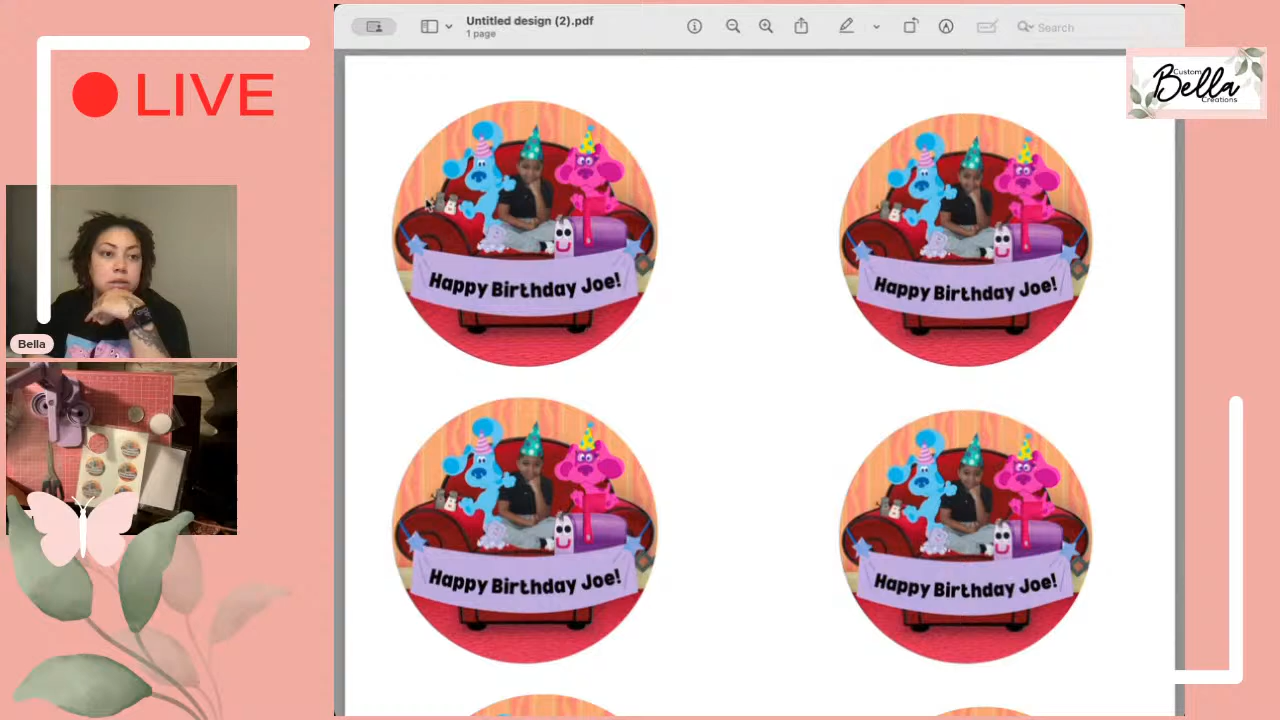 LIVE
Bella
Untitled design (2).pdf
1 page
Search
Custom
Bella
Creations
Happy Birthday Joe!
Happy Birthday Joe!
Happy Birthday Joe!
Happy Birthday Joe!